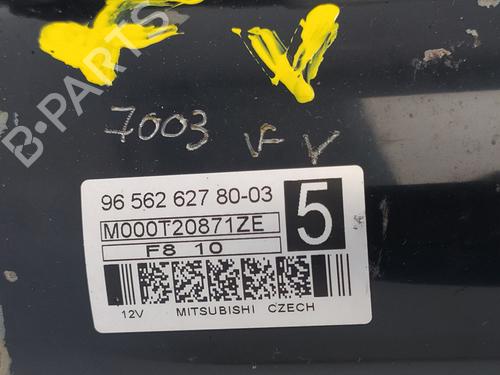 B-PARTS
7003 VF V
96 562 627 80-03
5
M000T20871ZE
F8 10
12V MITSUBISHI CZECH